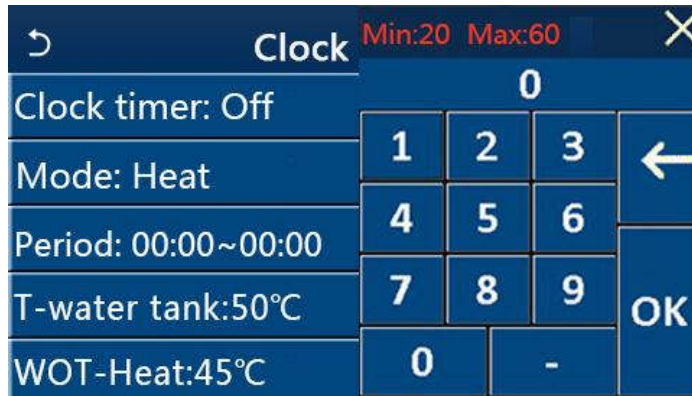 Clock
Clock timer: Off
Mode: Heat
Period: 00:00~00:00
T-water tank:50℃
WOT-Heat:45℃
Min:20 Max:60
0
1 2 3
4 5 6
7 8 9
OK
0 -